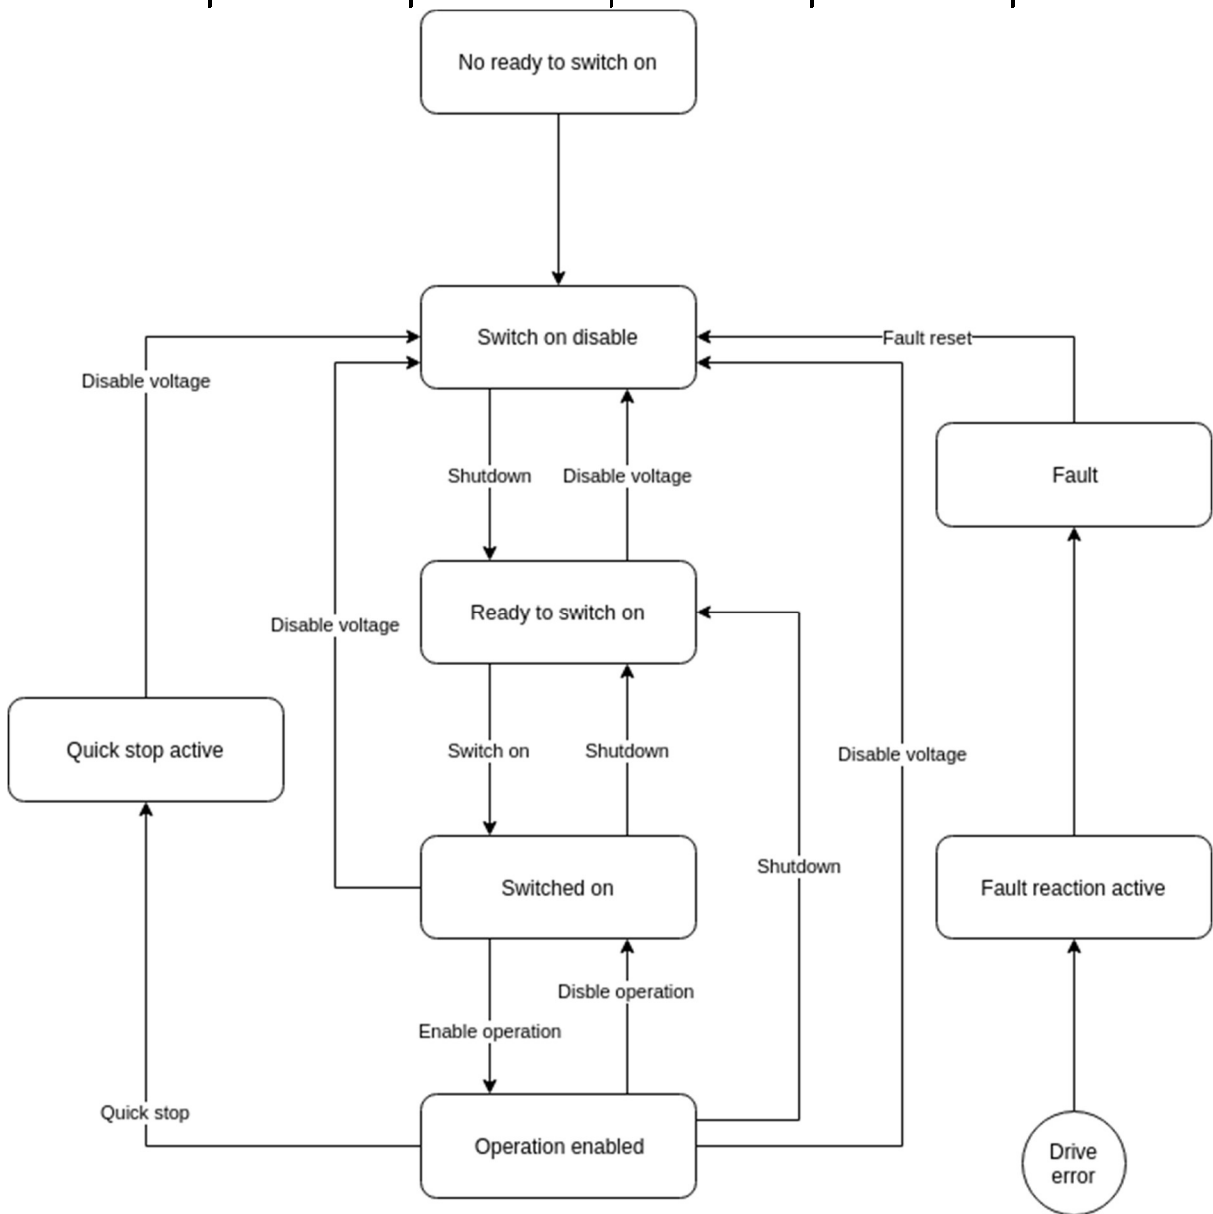 No ready to switch on
Switch on disable
Fault reset
Disable voltage
Shutdown
Disable voltage
Fault
Ready to switch on
Disable voltage
Quick stop active
Switch on
Shutdown
Disable voltage
Shutdown
Switched on
Fault reaction active
Disble operation
Enable operation
Quick stop
Operation enabled
Drive
error